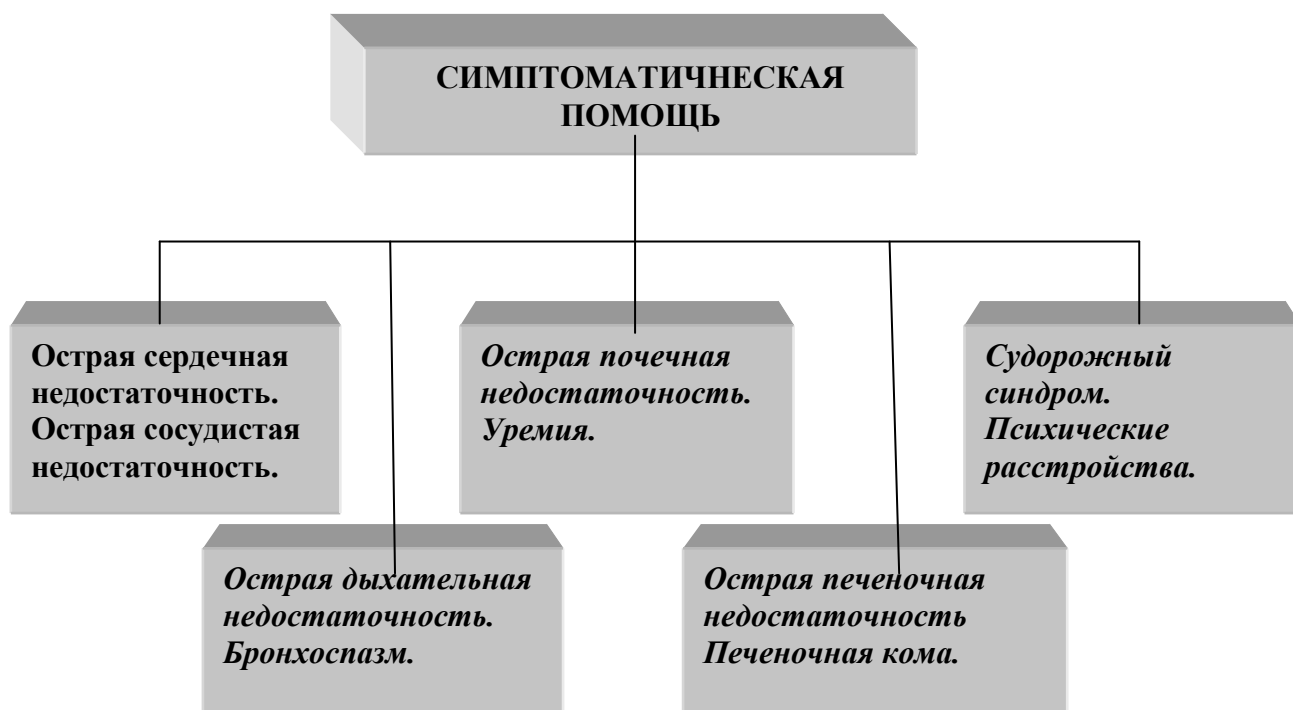 СИМПТОМАТИЧНЕСКАЯ
ПОМОЩЬ
Острая сердечная
недостаточность.
Острая сосудистая
недостаточность.
Острая почечная
недостаточность.
Уремия.
Судорожный
синдром.
Психические
расстройства.
Острая дыхательная
недостаточность.
Бронхоспазм.
Острая печеночная
недостаточность
Печеночная кома.